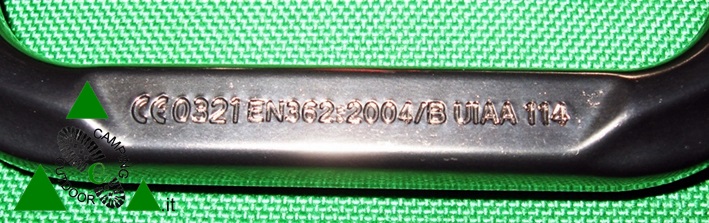 CE 0321 EN362:2004/B UIAA 114
CAMPING
OUTDOOR
.it